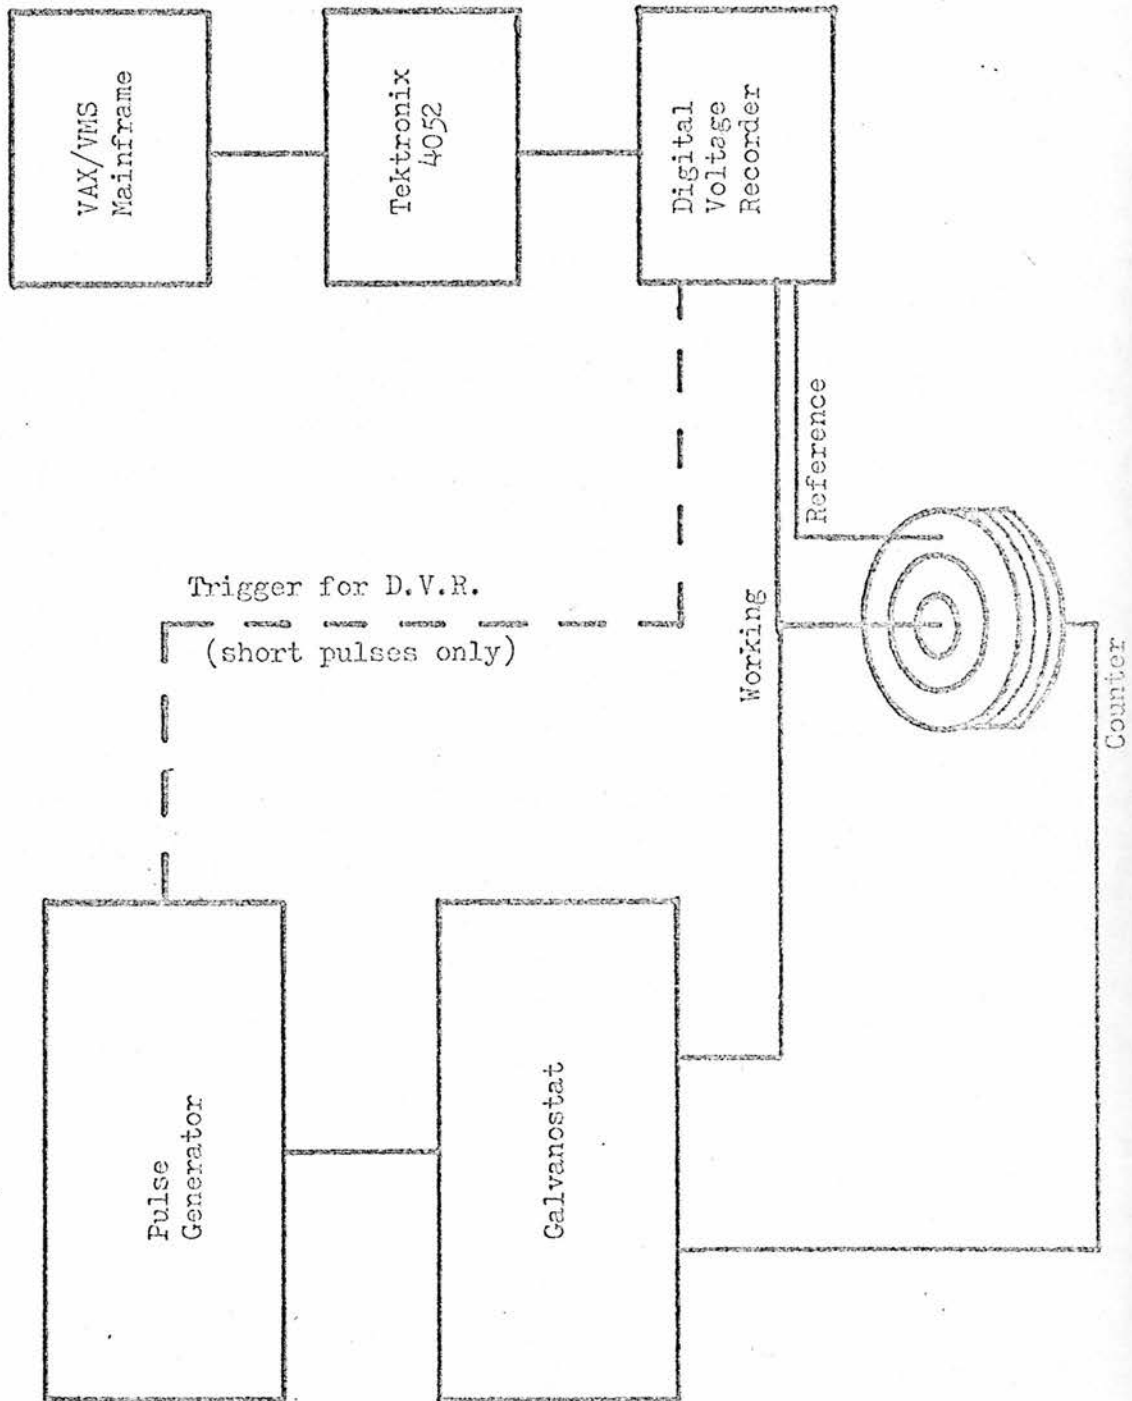 VAX/VMS
Mainframe
Tektronix
4052
Digital
Voltage
Recorder
Trigger for D.V.R.
(short pulses only)
Reference
Working
Counter
Pulse
Generator
Galvanostat